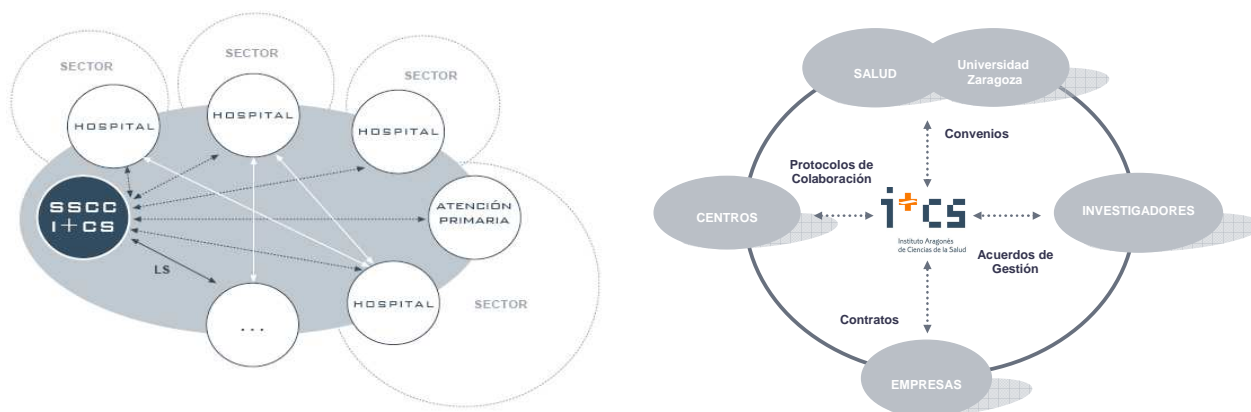 SECTOR
SECTOR
SECTOR
HOSPITAL
HOSPITAL
HOSPITAL
SSCC
I+CS
ATENCIÓN
PRIMARIA
LS
HOSPITAL
SECTOR
...
SALUD
Universidad
Zaragoza
Convenios
Protocolos de
Colaboración
CENTROS
i+cs
Instituto Aragonés
de Ciencias de la Salud
INVESTIGADORES
Acuerdos de
Gestión
Contratos
EMPRESAS